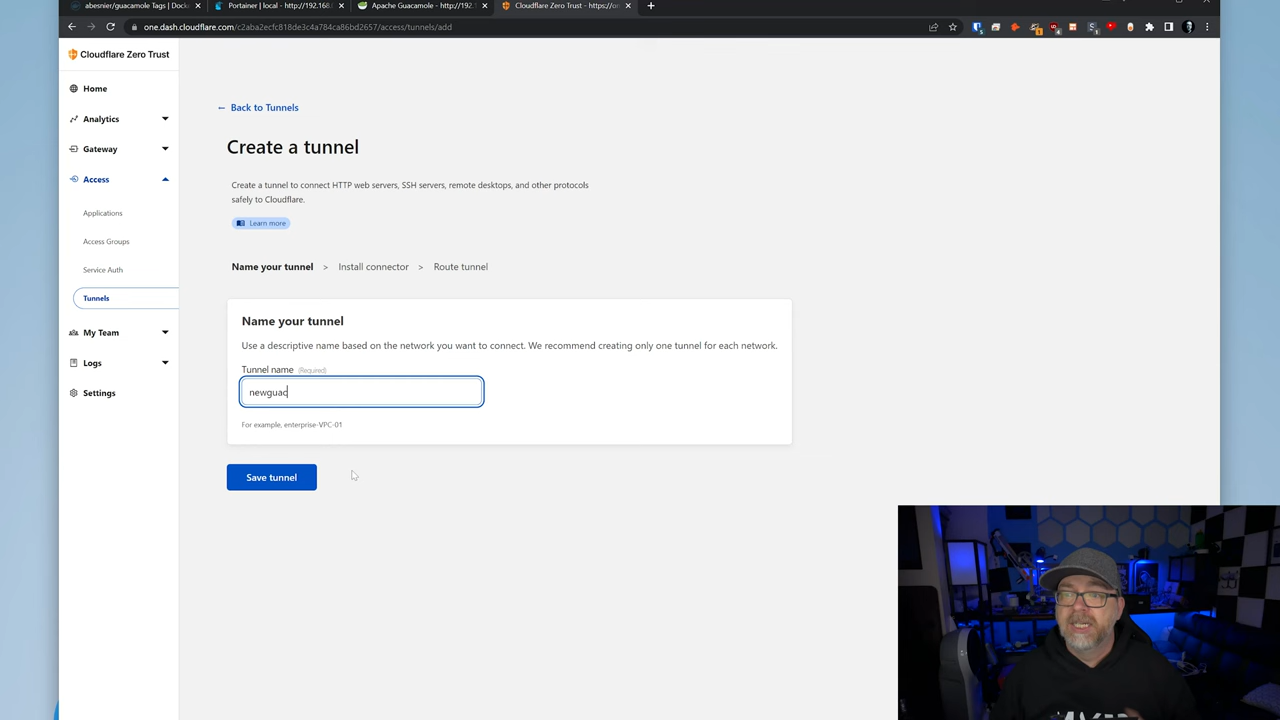 abesnier/guacamole Tags | Dock
Portainer | local - http://192.168.
Apache Guacamole - http://192.1
Cloudflare Zero Trust - https://on
one.dash.cloudflare.com/c2aba2ecfc818de3c4a784ca86bd2657/access/tunnels/add
Cloudflare Zero Trust
Home
Analytics
Gateway
Access
Applications
Access Groups
Service Auth
Tunnels
My Team
Logs
Settings
← Back to Tunnels
Create a tunnel
Create a tunnel to connect HTTP web servers, SSH servers, remote desktops, and other protocols
safely to Cloudflare.
Learn more
Name your tunnel > Install connector > Route tunnel
Name your tunnel
Use a descriptive name based on the network you want to connect. We recommend creating only one tunnel for each network.
Tunnel name (Required)
newguac
For example, enterprise-VPC-01
Save tunnel